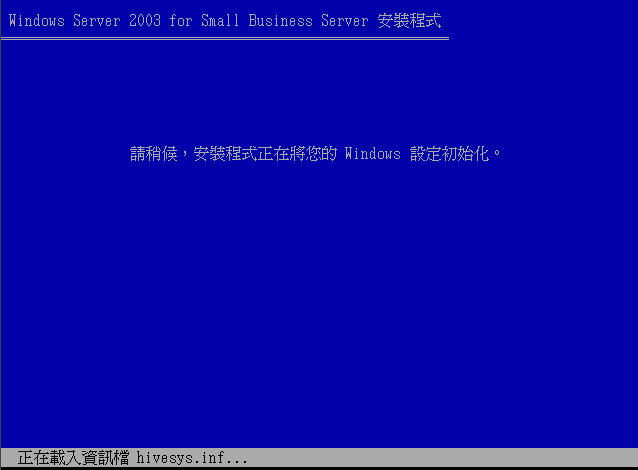 Windows Server 2003 for Small Business Server 安裝程式
請稍候，安裝程式正在將您的 Windows 設定初始化。
正在載入資訊檔 hivesys.inf...